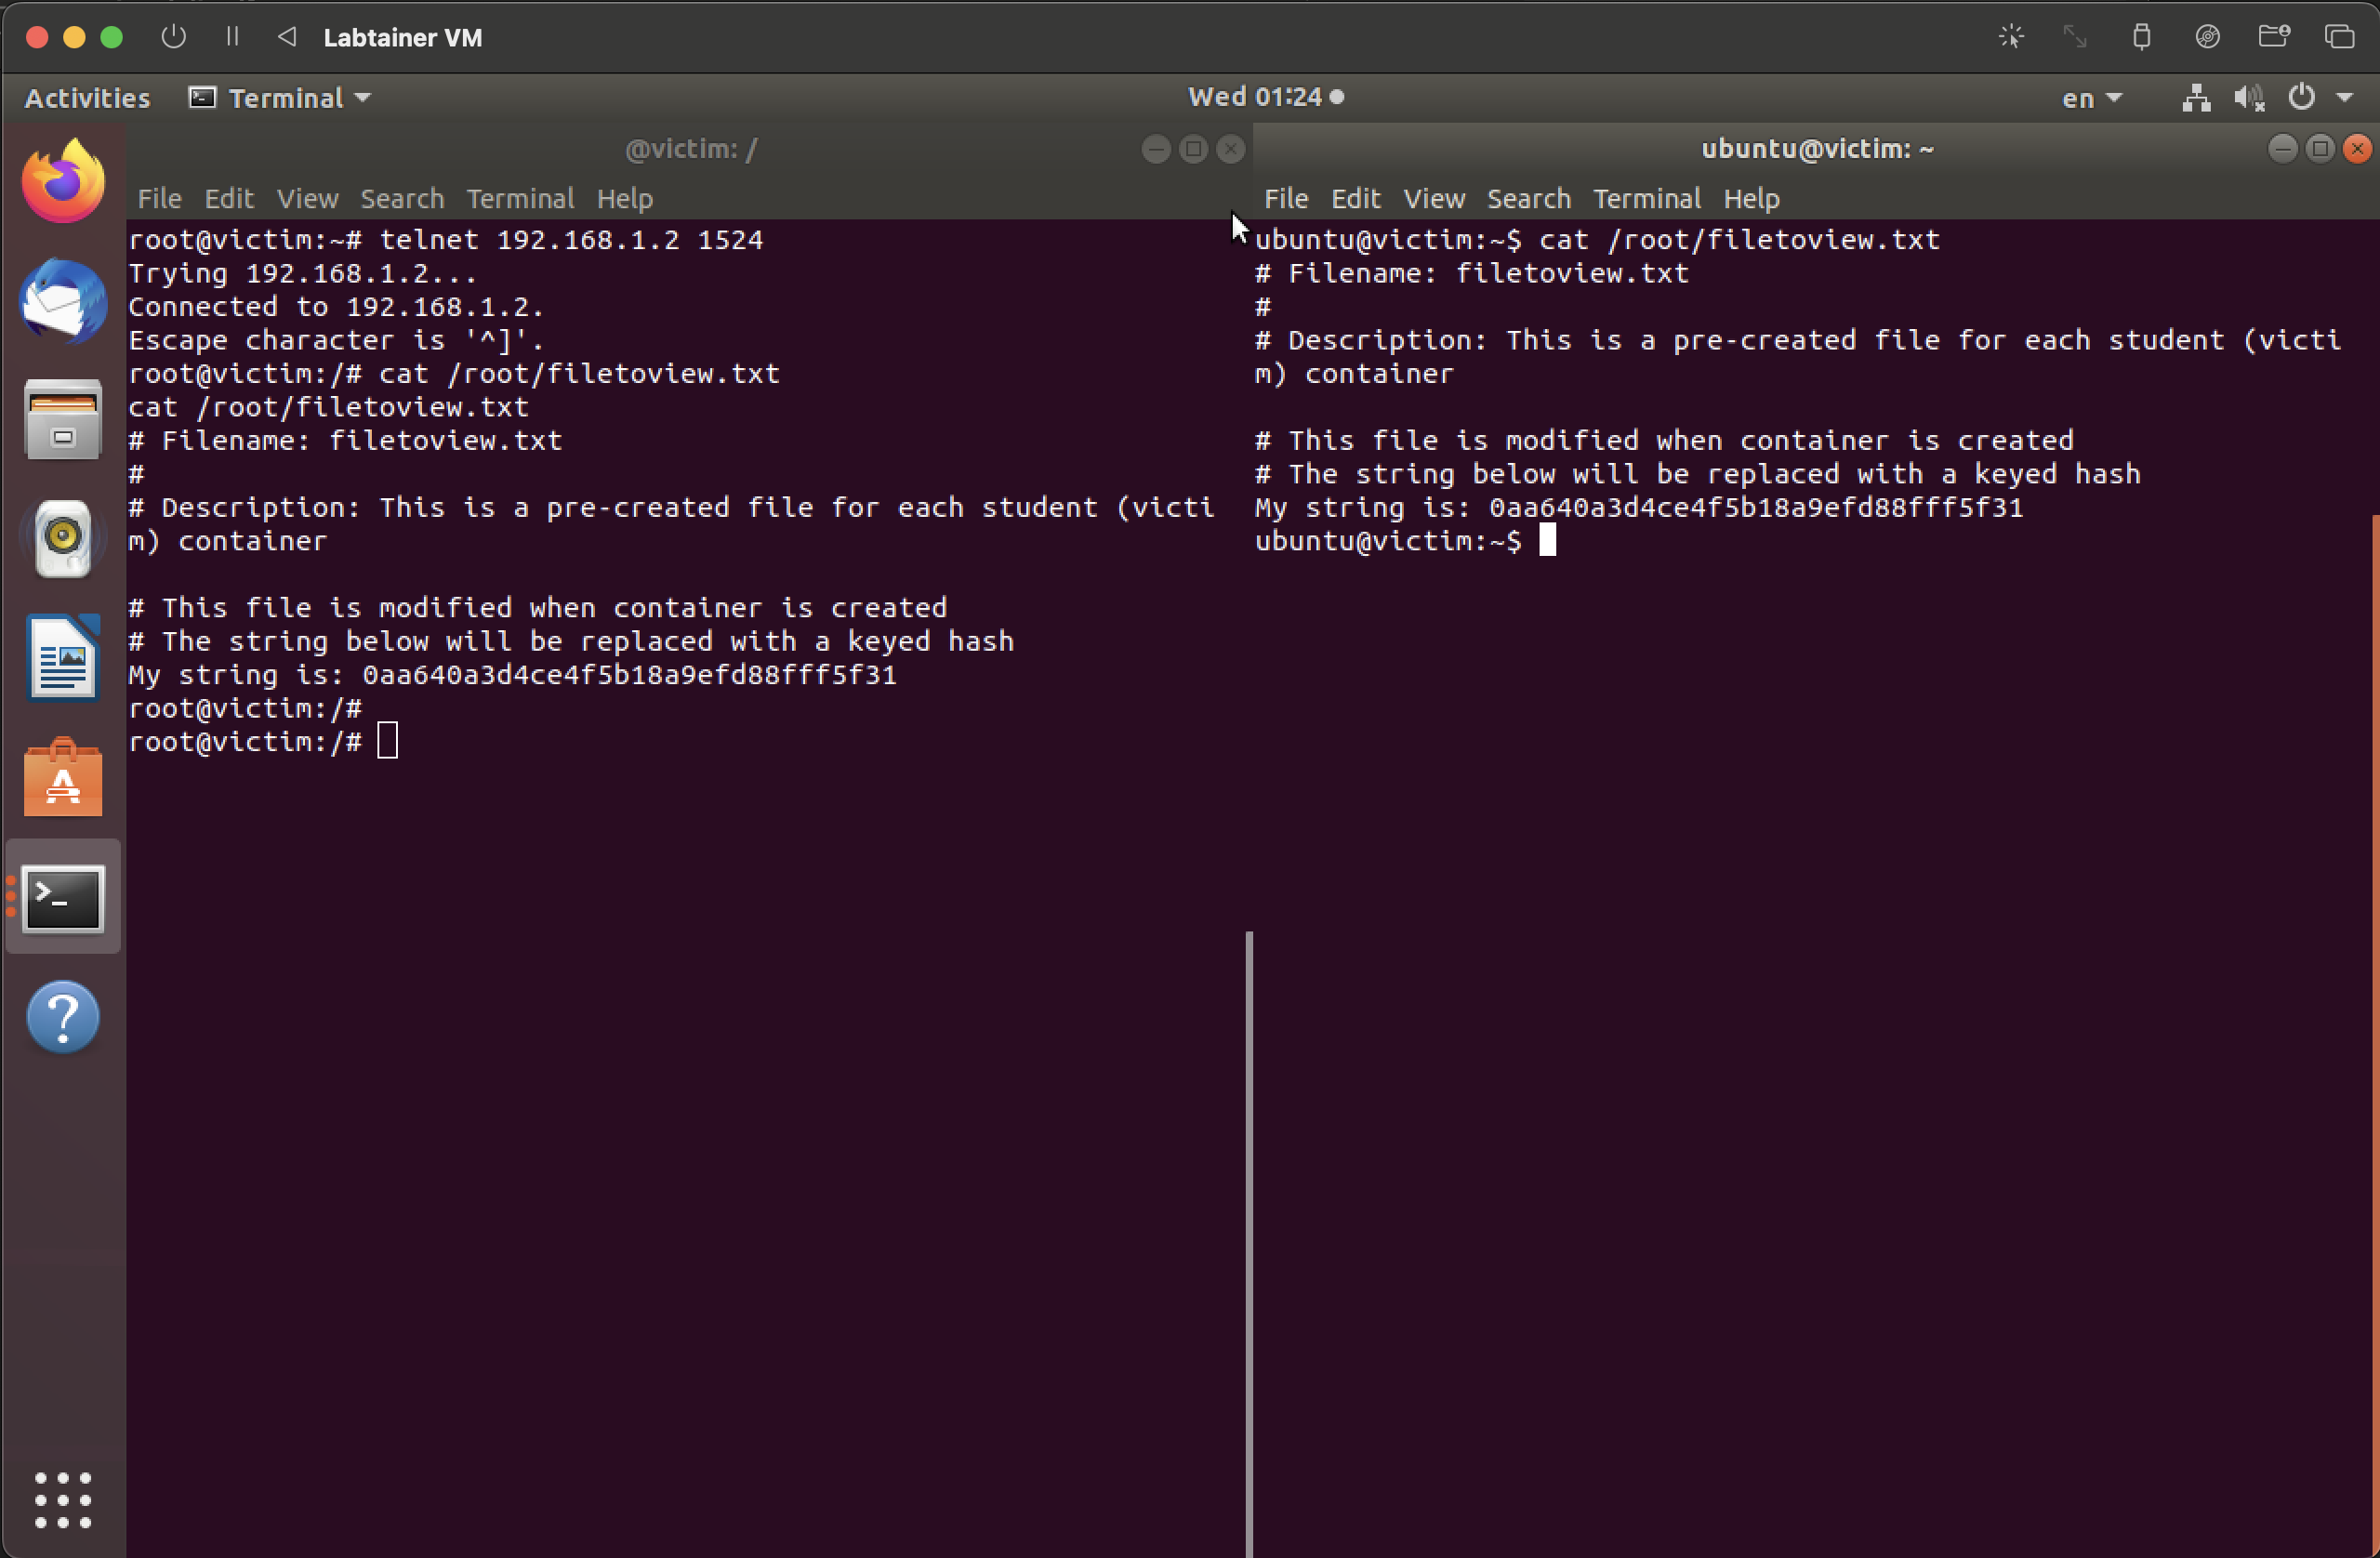 Labtainer VM
Activities Terminal Wed 01:24 en
@victim: /
File Edit View Search Terminal Help
root@victim:~# telnet 192.168.1.2 1524
Trying 192.168.1.2...
Connected to 192.168.1.2.
Escape character is '^]'.
root@victim:/# cat /root/filetoview.txt
cat /root/filetoview.txt
# Filename: filetoview.txt
#
# Description: This is a pre-created file for each student (victi
m) container
# This file is modified when container is created
# The string below will be replaced with a keyed hash
My string is: 0aa640a3d4ce4f5b18a9efd88fff5f31
root@victim:/#
root@victim:/#
ubuntu@victim: ~
File Edit View Search Terminal Help
ubuntu@victim:~$ cat /root/filetoview.txt
# Filename: filetoview.txt
#
# Description: This is a pre-created file for each student (victi
m) container
# This file is modified when container is created
# The string below will be replaced with a keyed hash
My string is: 0aa640a3d4ce4f5b18a9efd88fff5f31
ubuntu@victim:~$